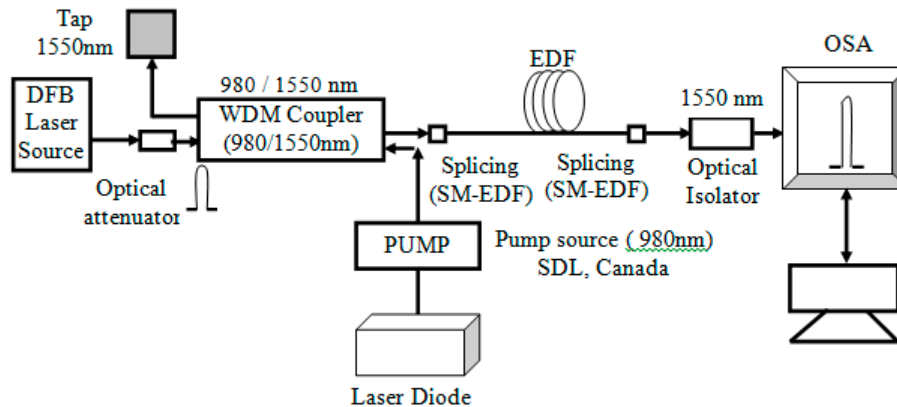 Tap
1550nm
DFB
Laser
Source
Optical
attenuator
980 / 1550 nm
WDM Coupler
(980/1550nm)
EDF
Splicing
(SM-EDF)
Splicing
(SM-EDF)
1550 nm
Optical
Isolator
OSA
PUMP
Pump source ( 980nm)
SDL, Canada
Laser Diode